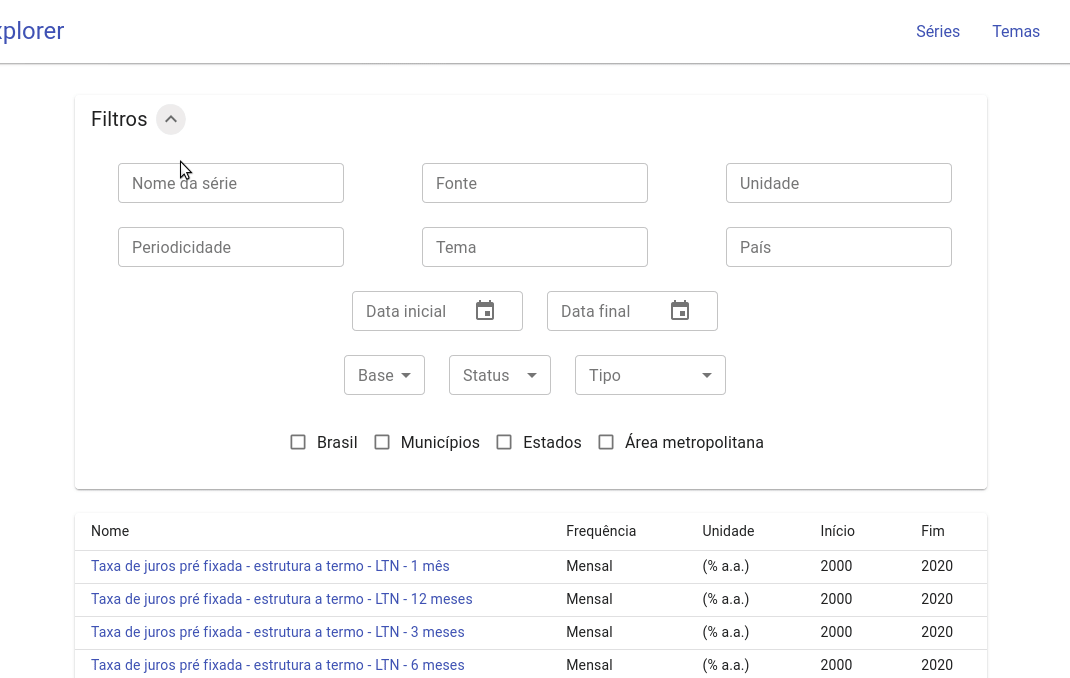 xplorer Séries Temas
Filtros
Nome da série Fonte Unidade
Periodicidade Tema País
Data inicial Data final
Base Status Tipo
Brasil Municípios Estados Área metropolitana
Nome Frequência Unidade Início Fim
Taxa de juros pré fixada - estrutura a termo - LTN - 1 mês Mensal (% a.a.) 2000 2020
Taxa de juros pré fixada - estrutura a termo - LTN - 12 meses Mensal (% a.a.) 2000 2020
Taxa de juros pré fixada - estrutura a termo - LTN - 3 meses Mensal (% a.a.) 2000 2020
Taxa de juros pré fixada - estrutura a termo - LTN - 6 meses Mensal (% a.a.) 2000 2020